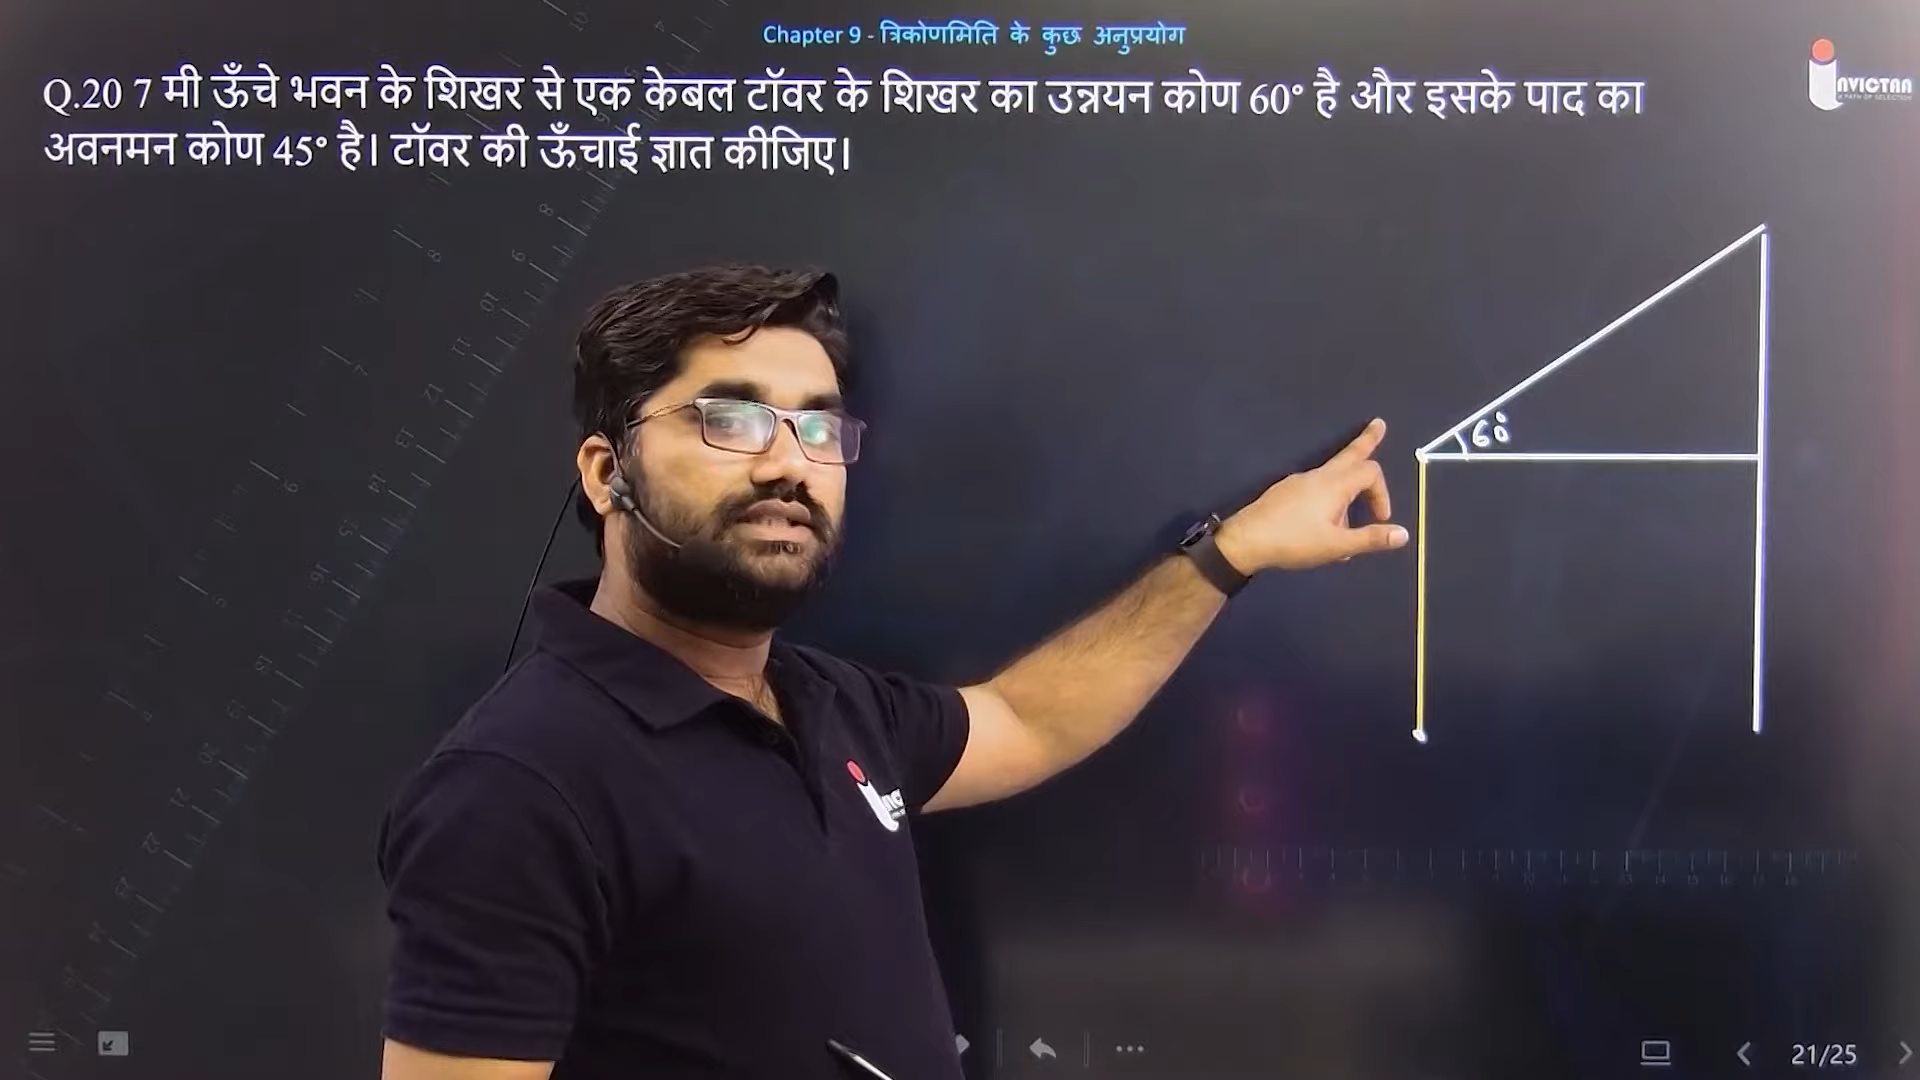 Chapter 9 - त्रिकोणमिति के कुछ अनुप्रयोग
Q.20 7 मी ऊँचे भवन के शिखर से एक केबल टॉवर के शिखर का उन्नयन कोण 60° है और इसके पाद का
अवनमन कोण 45° है। टॉवर की ऊँचाई ज्ञात कीजिए।
INVICTAA
60°
21/25